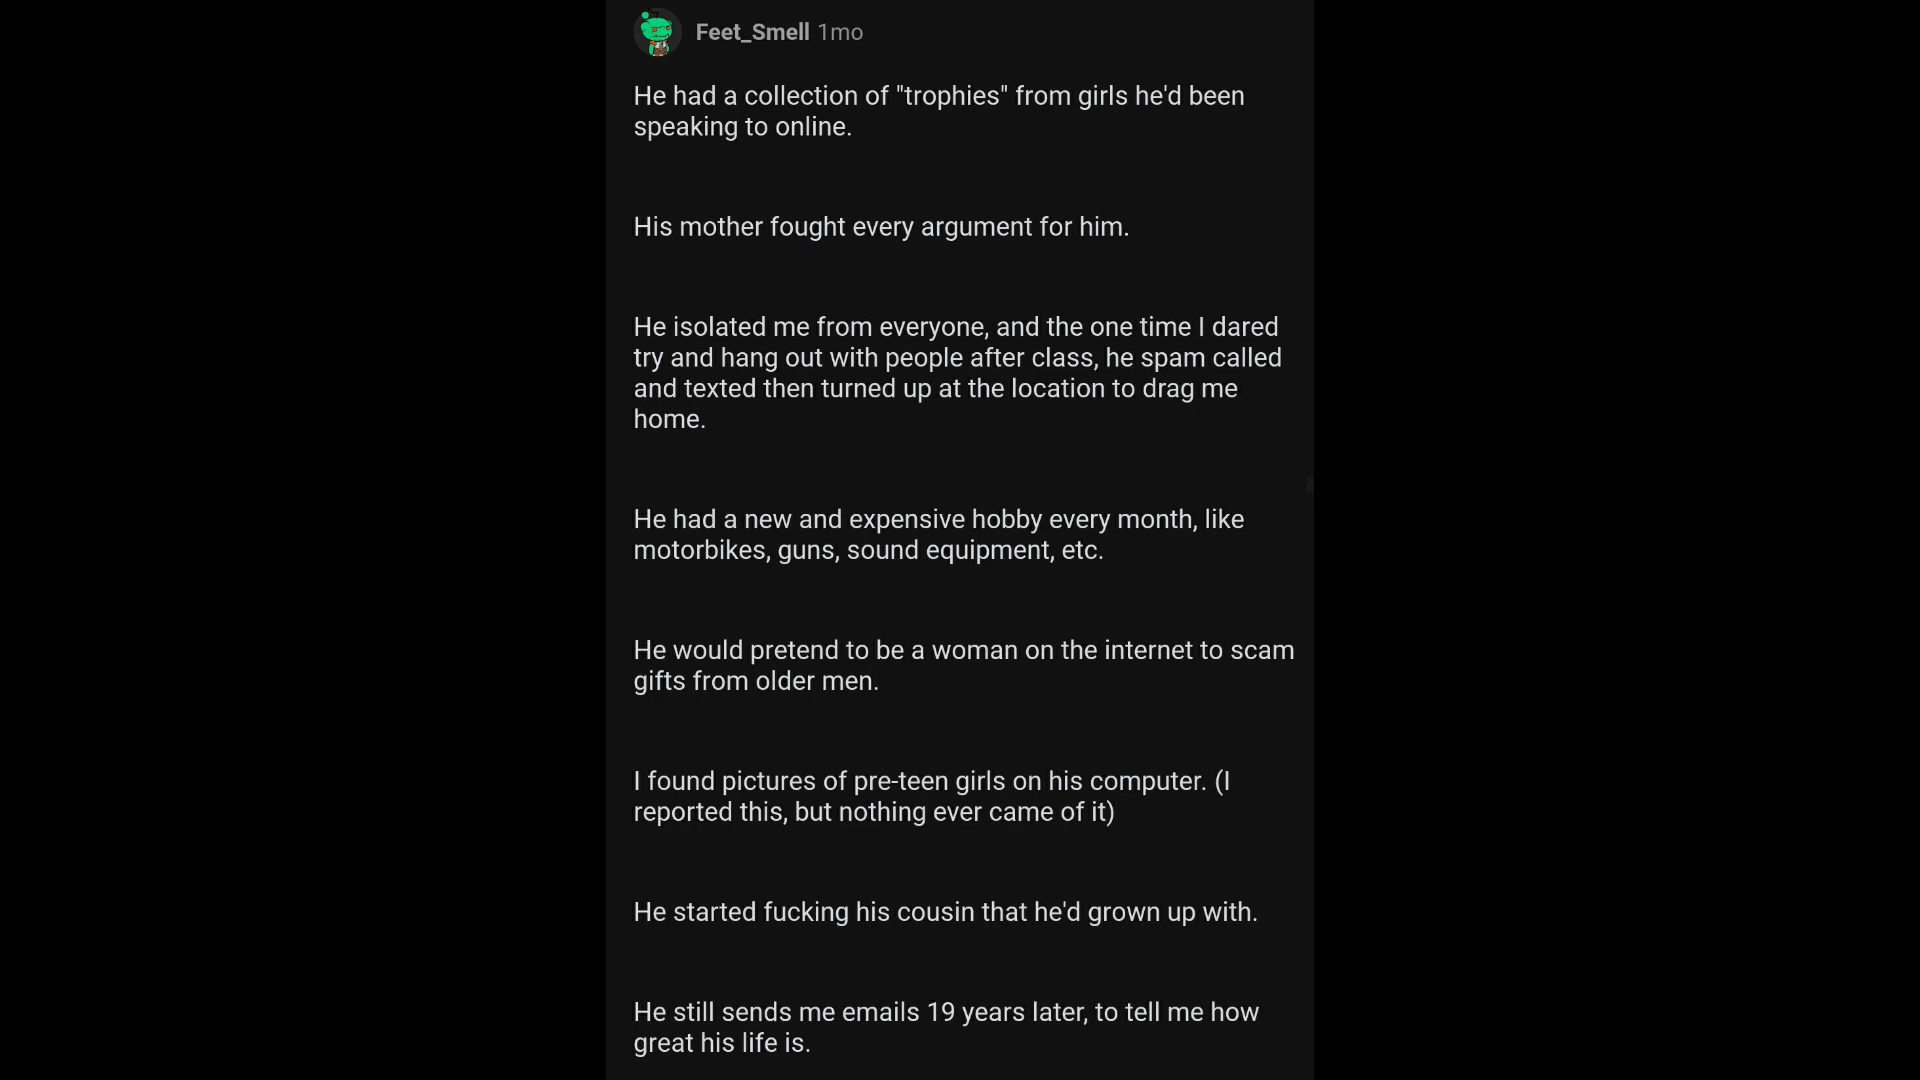 Feet_Smell 1mo
He had a collection of "trophies" from girls he'd been
speaking to online.
His mother fought every argument for him.
He isolated me from everyone, and the one time I dared
try and hang out with people after class, he spam called
and texted then turned up at the location to drag me
home.
He had a new and expensive hobby every month, like
motorbikes, guns, sound equipment, etc.
He would pretend to be a woman on the internet to scam
gifts from older men.
I found pictures of pre-teen girls on his computer. (I
reported this, but nothing ever came of it)
He started fucking his cousin that he'd grown up with.
He still sends me emails 19 years later, to tell me how
great his life is.